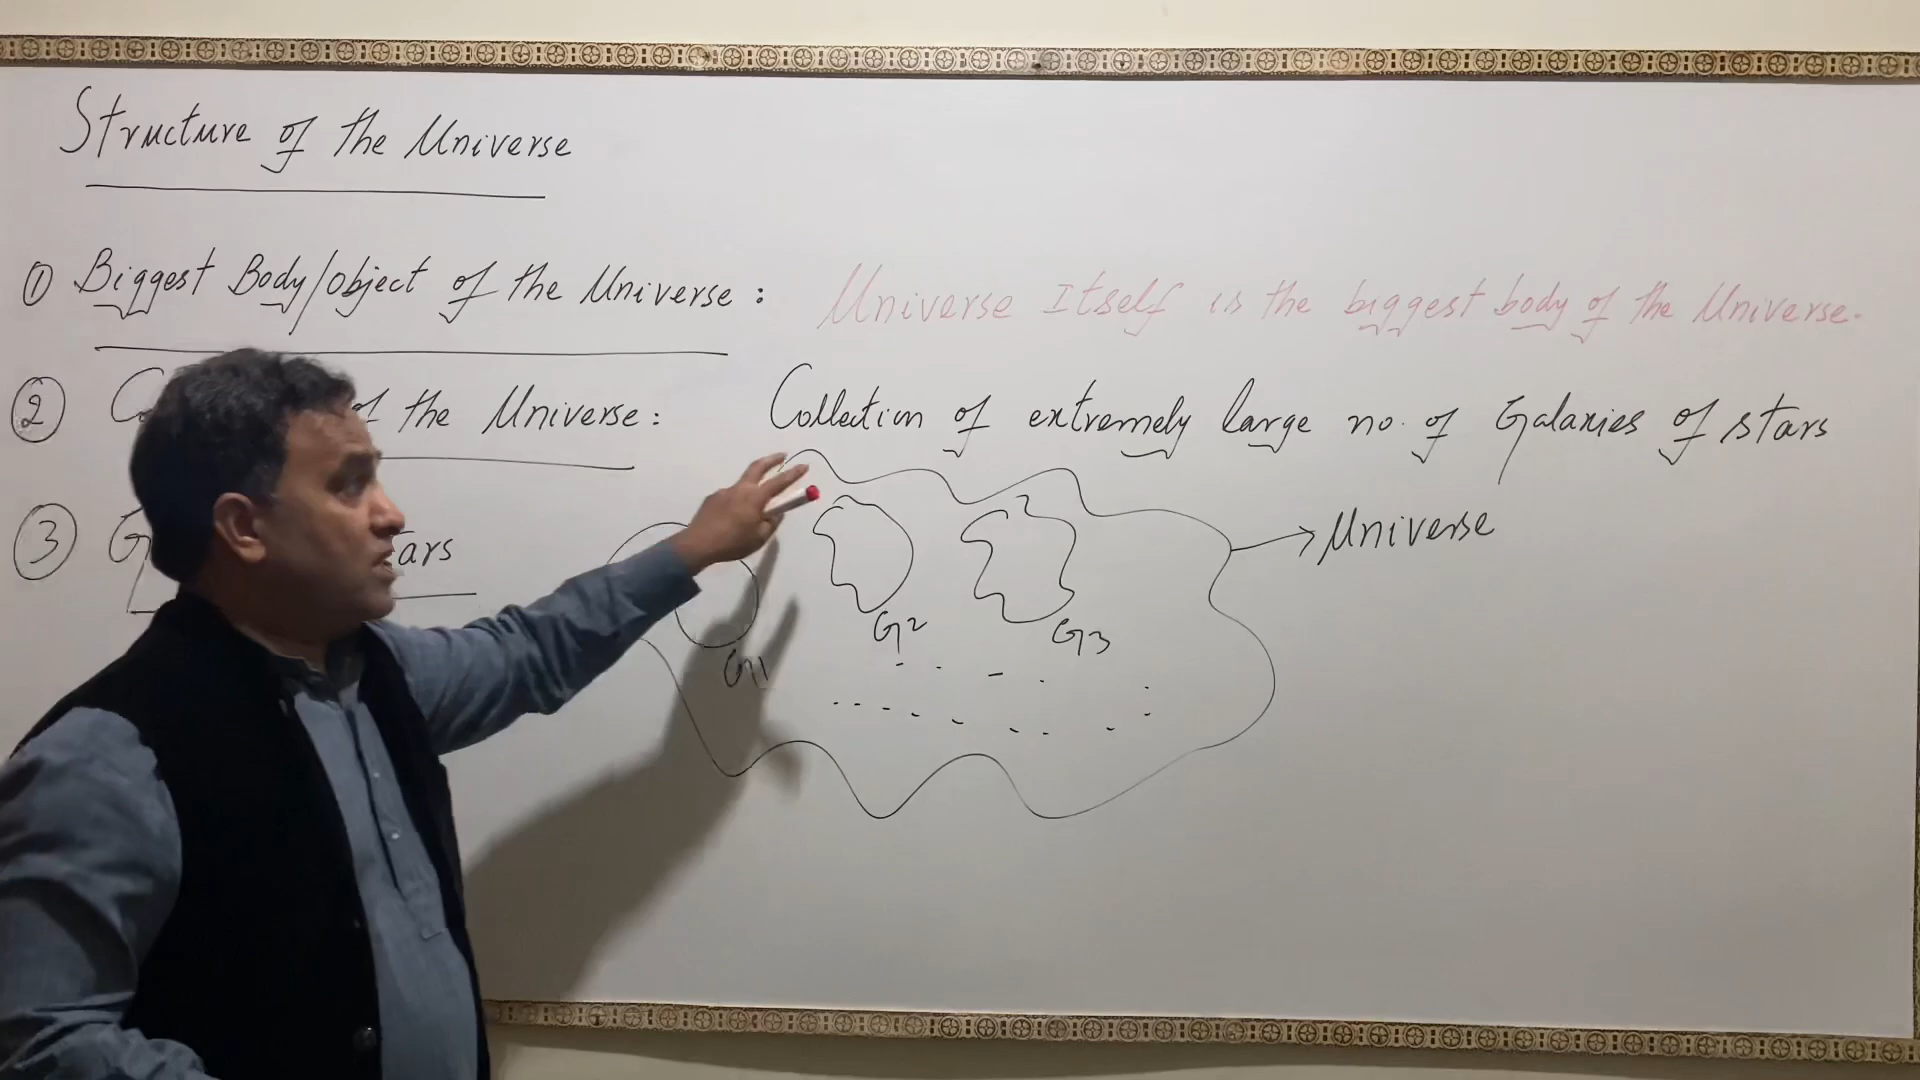 Structure of the Universe
① Biggest Body/object of the Universe : Universe Itself is the biggest body of the Universe.
② of the Universe : Collection of extremely large no. of Galaxies of stars
③
Universe
G1 G2 G3